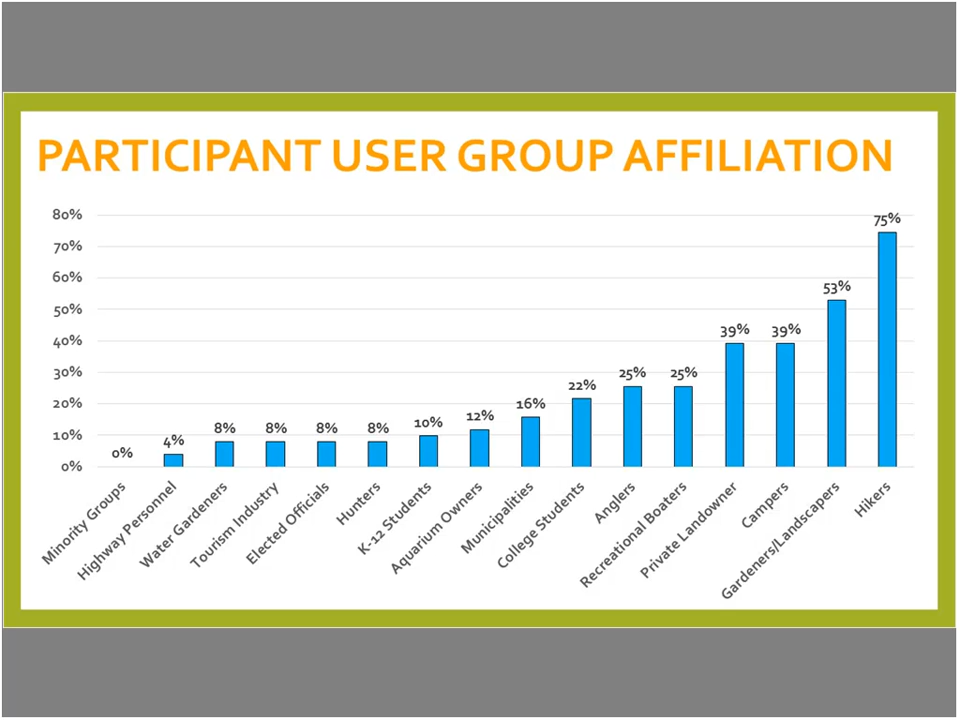 PARTICIPANT USER GROUP AFFILIATION
80%
70%
60%
50%
40%
30%
20%
10%
0%
0%
4%
8%
8%
8%
8%
10%
12%
16%
22%
25%
25%
39%
39%
53%
75%
Minority Groups
Highway Personnel
Water Gardeners
Tourism Industry
Elected Officials
Hunters
K-12 Students
Aquarium Owners
Municipalities
College Students
Anglers
Recreational Boaters
Private Landowner
Campers
Gardeners/Landscapers
Hikers